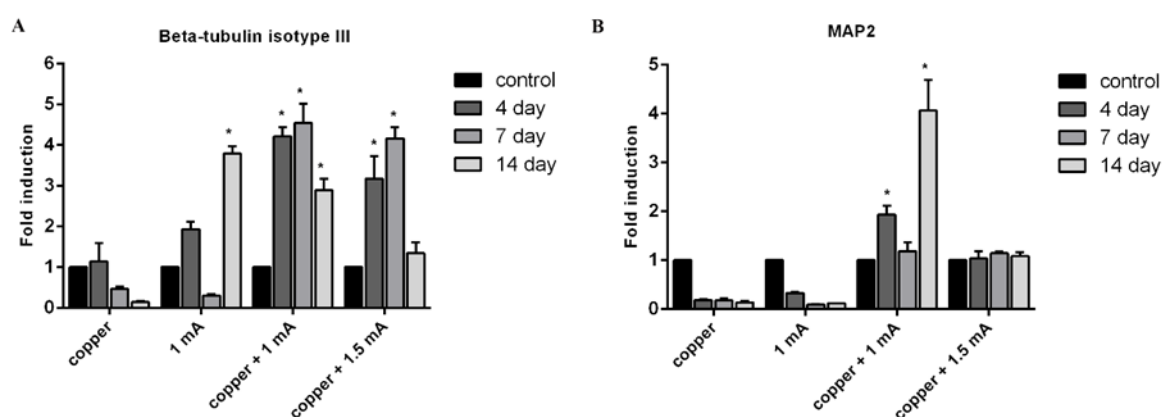 A
Beta-tubulin isotype III
Fold induction
6
5
4
3
2
1
0
*
*
*
*
*
*
copper
1 mA
copper + 1 mA
copper + 1.5 mA
control
4 day
7 day
14 day
B
MAP2
Fold induction
5
4
3
2
1
0
*
*
copper
1 mA
copper + 1 mA
copper + 1.5 mA
control
4 day
7 day
14 day